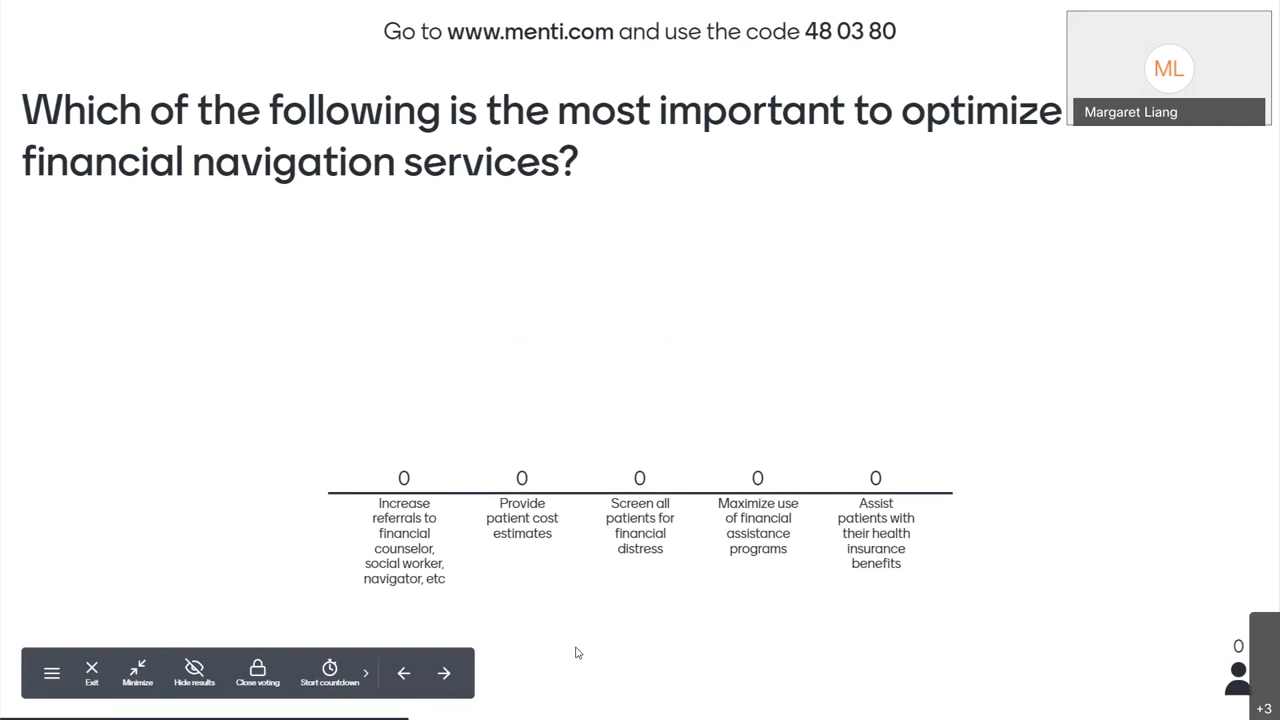 Go to www.menti.com and use the code 48 03 80
ML
Margaret Liang
Which of the following is the most important to optimize
financial navigation services?
0
0
0
0
0
Increase
referrals to
financial
counselor,
social worker,
navigator, etc
Provide
patient cost
estimates
Screen all
patients for
financial
distress
Maximize use
of financial
assistance
programs
Assist
patients with
their health
insurance
benefits
Exit
Minimize
Hide results
Close voting
Start countdown
0
+3